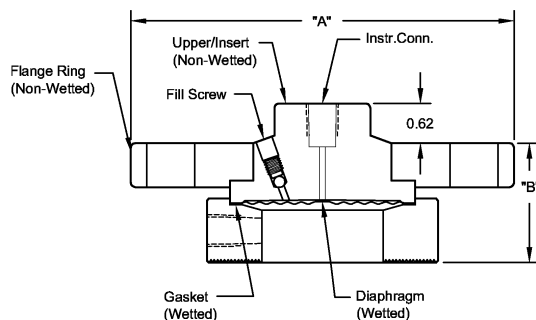 "A"
Upper/Insert
(Non-Wetted)
Instr.Conn.
Flange Ring
(Non-Wetted)
Fill Screw
0.62
"B"
Gasket
(Wetted)
Diaphragm
(Wetted)